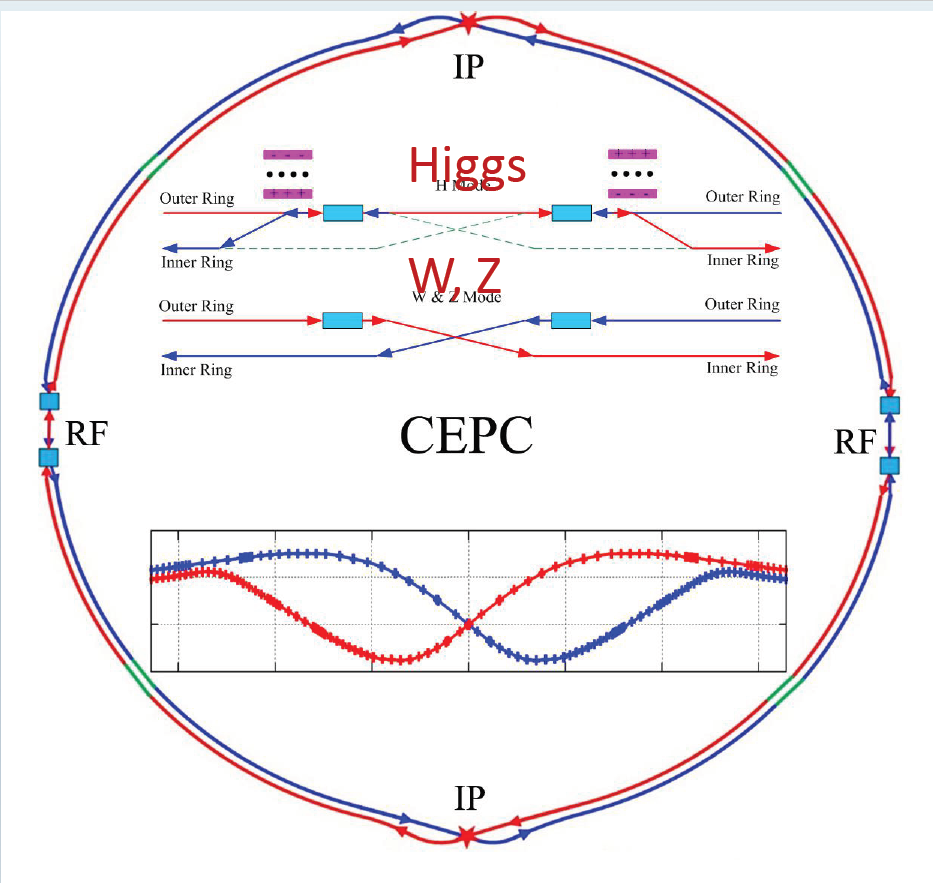 IP
Higgs
H Mode
- - -
+ + +
+ + +
- - -
Outer Ring
Outer Ring
Inner Ring
Inner Ring
W, Z
W & Z Mode
Outer Ring
Outer Ring
Inner Ring
Inner Ring
RF
CEPC
RF
IP